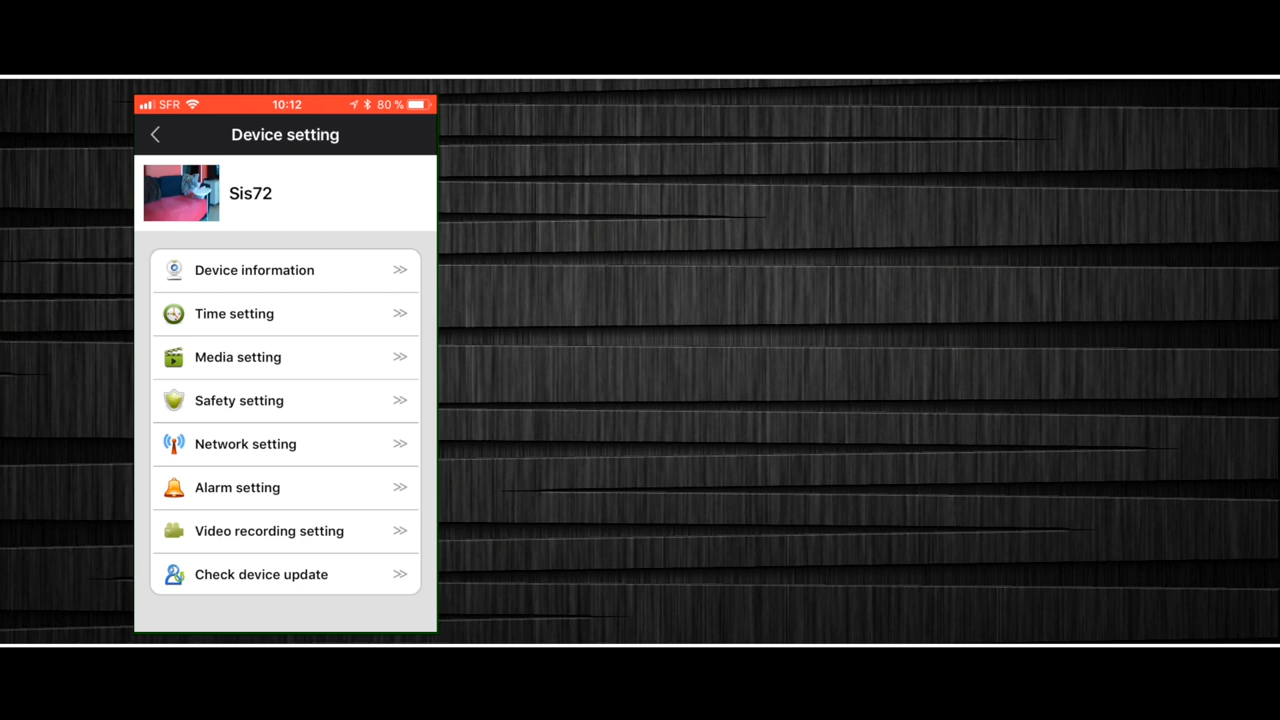 SFR 10:12 80 %
Device setting
Sis72
Device information
Time setting
Media setting
Safety setting
Network setting
Alarm setting
Video recording setting
Check device update